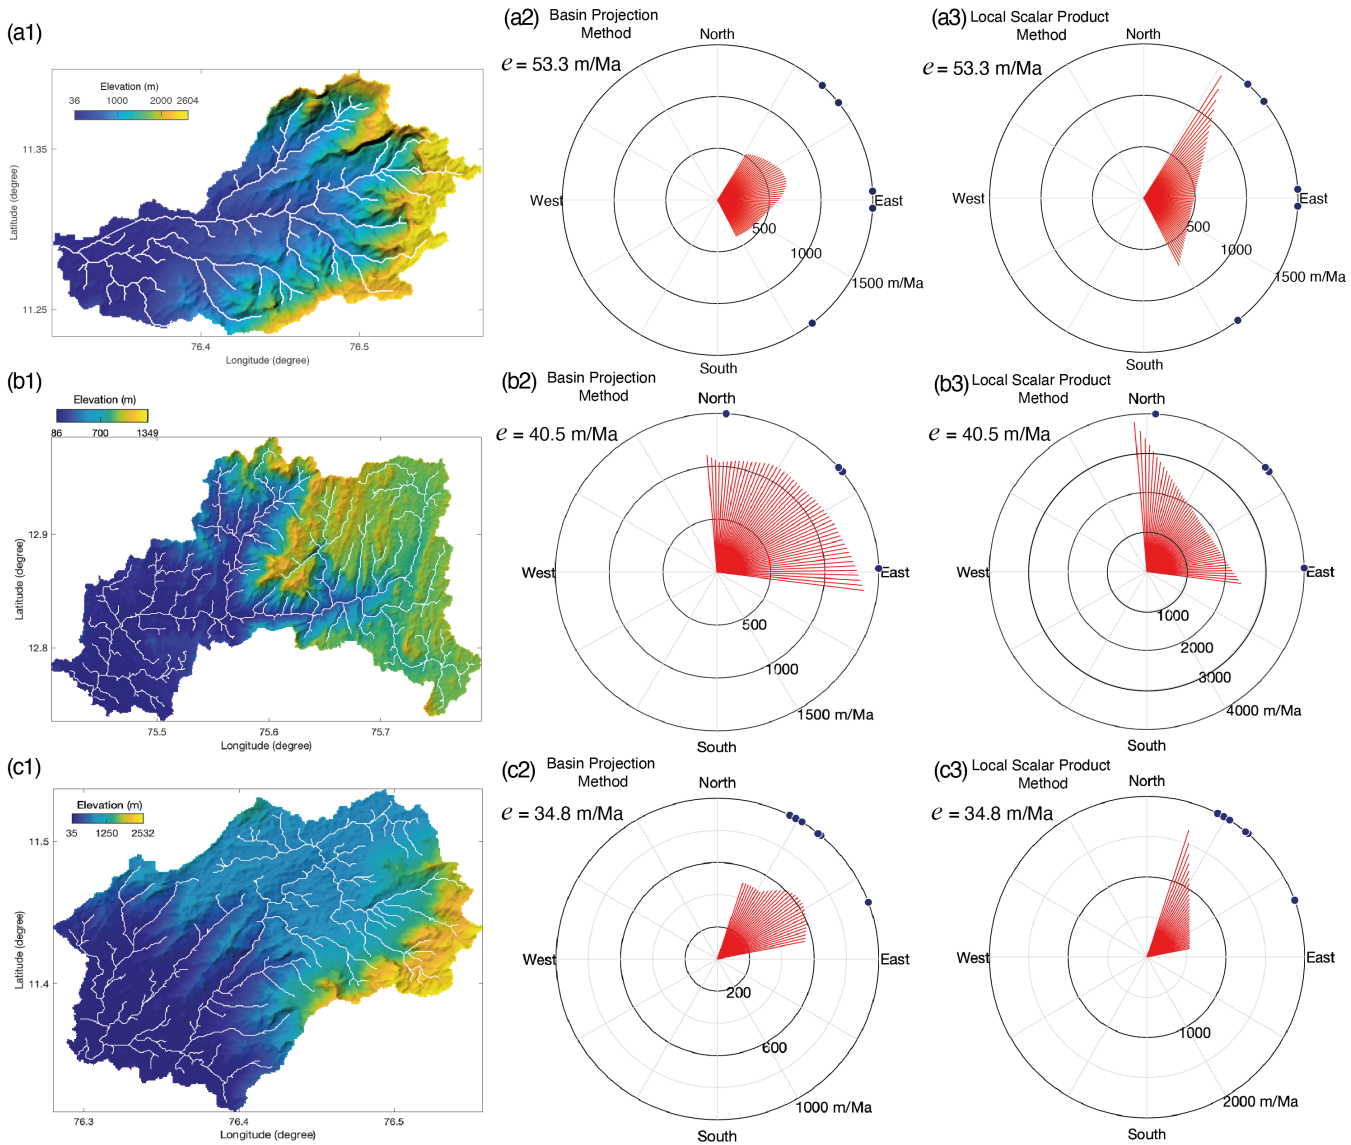 (a1)
Elevation (m)
36 1000 2000 2604
11.35
11.25
Latitude (degree)
76.4 76.5
Longitude (degree)
(a2) Basin Projection
Method
e = 53.3 m/Ma
North
West
East
South
500
1000
1500 m/Ma
(a3) Local Scalar Product
Method
e = 53.3 m/Ma
North
West
East
South
500
1000
1500 m/Ma
(b1)
Elevation (m)
86 700 1349
12.9
12.8
Latitude (degree)
75.5 75.6 75.7
Longitude (degree)
(b2) Basin Projection
Method
e = 40.5 m/Ma
North
West
East
South
500
1000
1500 m/Ma
(b3) Local Scalar Product
Method
e = 40.5 m/Ma
North
West
East
South
1000
2000
3000
4000 m/Ma
(c1)
Elevation (m)
35 1250 2532
11.5
11.4
Latitude (degree)
76.3 76.4 76.5
Longitude (degree)
(c2) Basin Projection
Method
e = 34.8 m/Ma
North
West
East
South
200
600
1000 m/Ma
(c3) Local Scalar Product
Method
e = 34.8 m/Ma
North
West
East
South
1000
2000 m/Ma